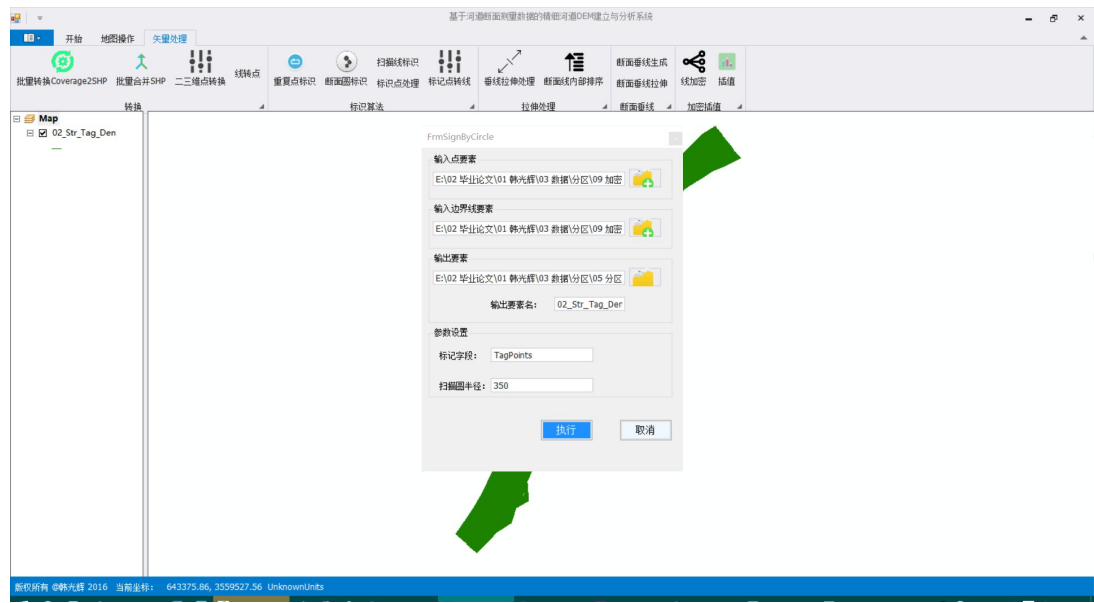 基于河道断面测量数据的精细河道DEM建立与分析系统
开始 地图操作 矢量处理
批量转换Coverage2SHP 批量合并SHP 二三维点转换 线转点 重复点标识 断面圆标识 扫描线标识 标识点处理 标记点转线 垂线拉伸处理 断面线内部排序 断面垂线生成 断面垂线拉伸 线加密 插值
转换 标识算法 拉伸处理 断面垂线 加密插值
Map
02_Str_Tag_Den
FrmSignByCircle
输入点要素
E:\02 毕业论文\01 韩光辉\03 数据\分区\09 加密
输入边界线要素
E:\02 毕业论文\01 韩光辉\03 数据\分区\09 加密
输出要素
E:\02 毕业论文\01 韩光辉\03 数据\分区\05 分区
输出要素名: 02_Str_Tag_Der
参数设置
标记字段: TagPoints
扫描圆半径: 350
执行 取消
版权所有 @韩光辉 2016 当前坐标: 643375.86, 3559527.56 UnknownUnits